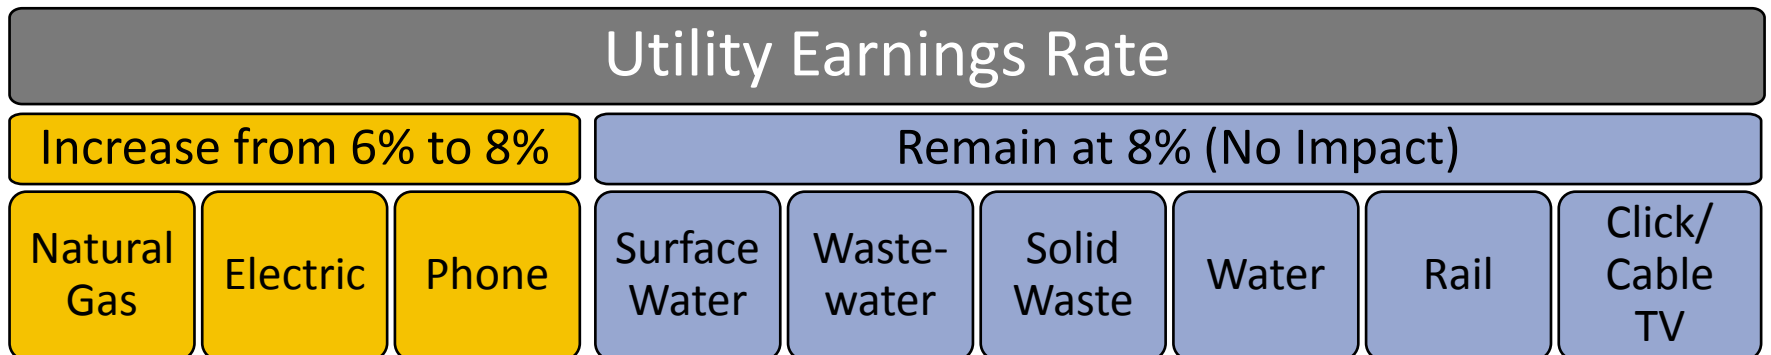 Utility Earnings Rate
Increase from 6% to 8%
Remain at 8% (No Impact)
Natural
Gas
Electric
Phone
Surface
Water
Waste-
water
Solid
Waste
Water
Rail
Click/
Cable
TV